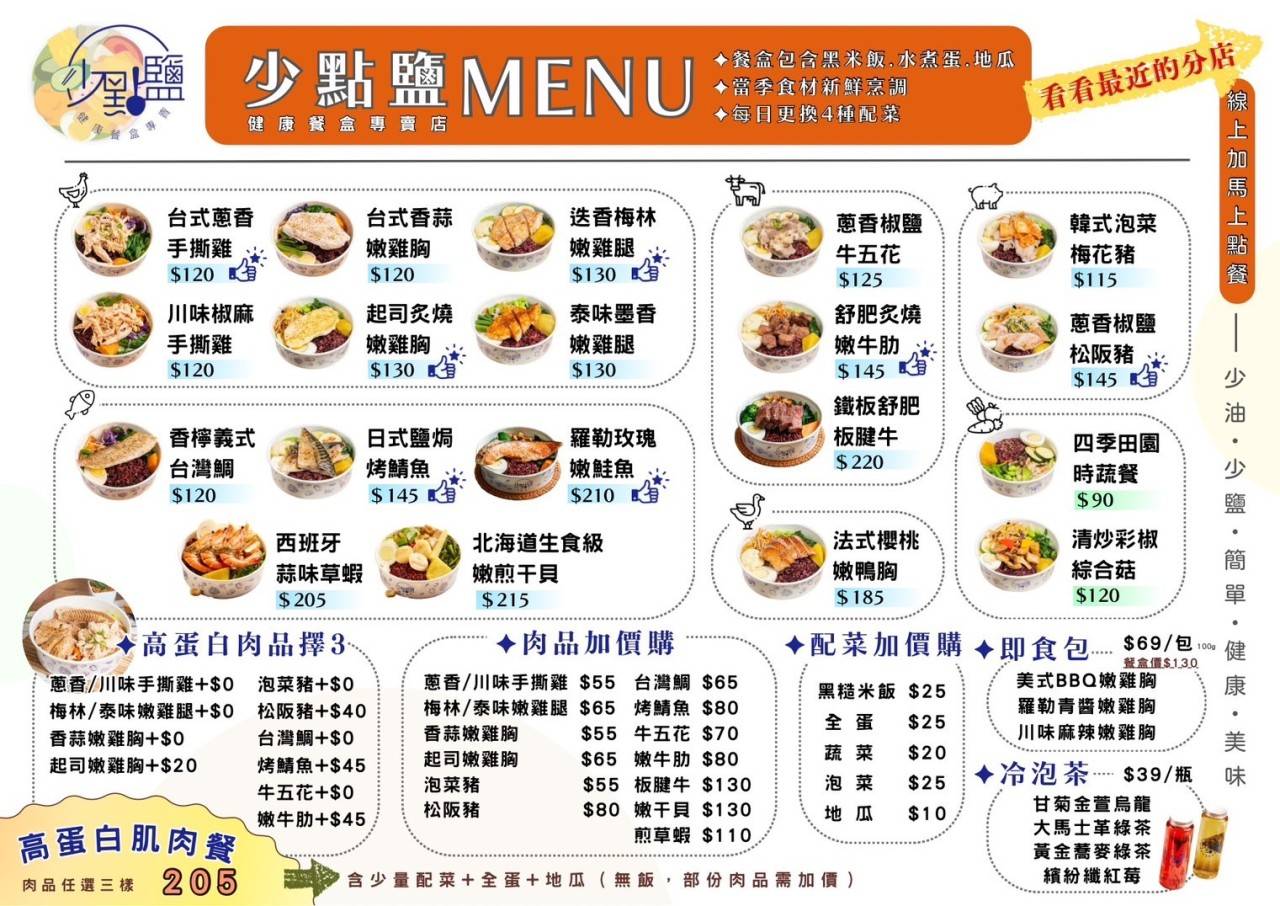 少點鹽
健康餐盒專賣店
少點鹽 MENU
健康餐盒專賣店
✦餐盒包含黑米飯.水煮蛋.地瓜
✦當季食材新鮮烹調
✦每日更換4種配菜
看看最近的分店
線上加馬上點餐
少油·少鹽·簡單·健康·美味
台式蔥香
手撕雞
$120
台式香蒜
嫩雞胸
$120
迭香梅林
嫩雞腿
$130
川味椒麻
手撕雞
$120
起司炙燒
嫩雞胸
$130
泰味墨香
嫩雞腿
$130
蔥香椒鹽
牛五花
$125
舒肥炙燒
嫩牛肋
$145
鐵板舒肥
板腱牛
$220
韓式泡菜
梅花豬
$115
蔥香椒鹽
松阪豬
$145
香檸義式
台灣鯛
$120
日式鹽焗
烤鯖魚
$145
羅勒玫瑰
嫩鮭魚
$210
西班牙
蒜味草蝦
$205
北海道生食級
嫩煎干貝
$215
法式櫻桃
嫩鴨胸
$185
四季田園
時蔬餐
$90
清炒彩椒
綜合菇
$120
✦高蛋白肉品擇3
蔥香/川味手撕雞+$0
梅林/泰味嫩雞腿+$0
香蒜嫩雞胸+$0
起司嫩雞胸+$20
泡菜豬+$0
松阪豬+$40
台灣鯛+$0
烤鯖魚+$45
牛五花+$0
嫩牛肋+$45
✦肉品加價購
蔥香/川味手撕雞 $55
梅林/泰味嫩雞腿 $65
香蒜嫩雞胸 $55
起司嫩雞胸 $65
泡菜豬 $55
松阪豬 $80
台灣鯛 $65
烤鯖魚 $80
牛五花 $70
嫩牛肋 $80
板腱牛 $130
嫩干貝 $130
煎草蝦 $110
✦配菜加價購
黑糙米飯 $25
全蛋 $25
蔬菜 $20
泡菜 $25
地瓜 $10
✦即食包 $69/包 100g
餐盒價$130
美式BBQ嫩雞胸
羅勒青醬嫩雞胸
川味麻辣嫩雞胸
✦冷泡茶 $39/瓶
甘菊金萱烏龍
大馬士革綠茶
黃金蕎麥綠茶
繽紛纖紅莓
高蛋白肌肉餐
肉品任選三樣 205
含少量配菜+全蛋+地瓜（無飯，部份肉品需加價）